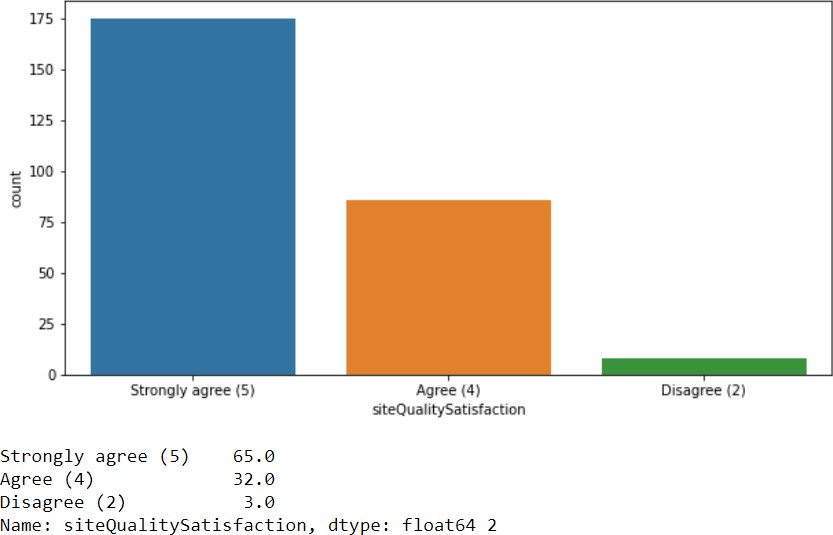 175
150
125
100
75
50
25
0
count
Strongly agree (5) Agree (4) Disagree (2)
siteQualitySatisfaction
Strongly agree (5)    65.0
Agree (4)             32.0
Disagree (2)           3.0
Name: siteQualitySatisfaction, dtype: float64 2